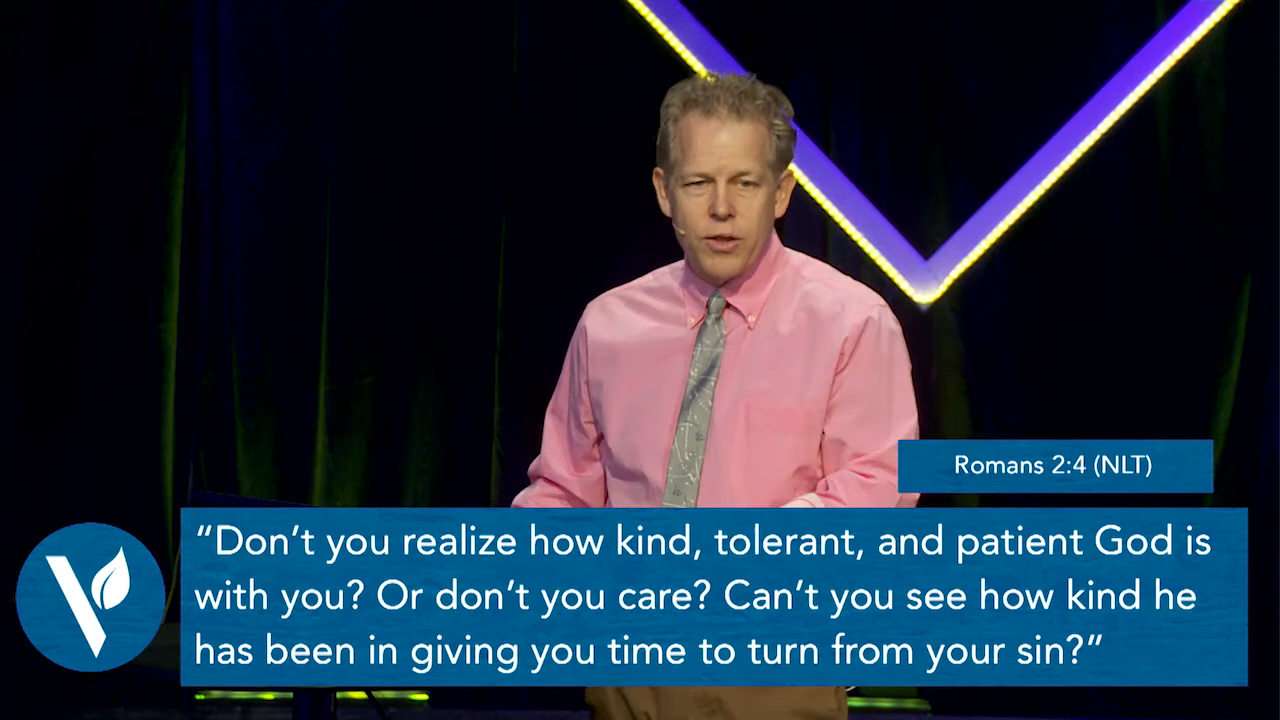 Romans 2:4 (NLT)
“Don’t you realize how kind, tolerant, and patient God is
with you? Or don’t you care? Can’t you see how kind he
has been in giving you time to turn from your sin?”